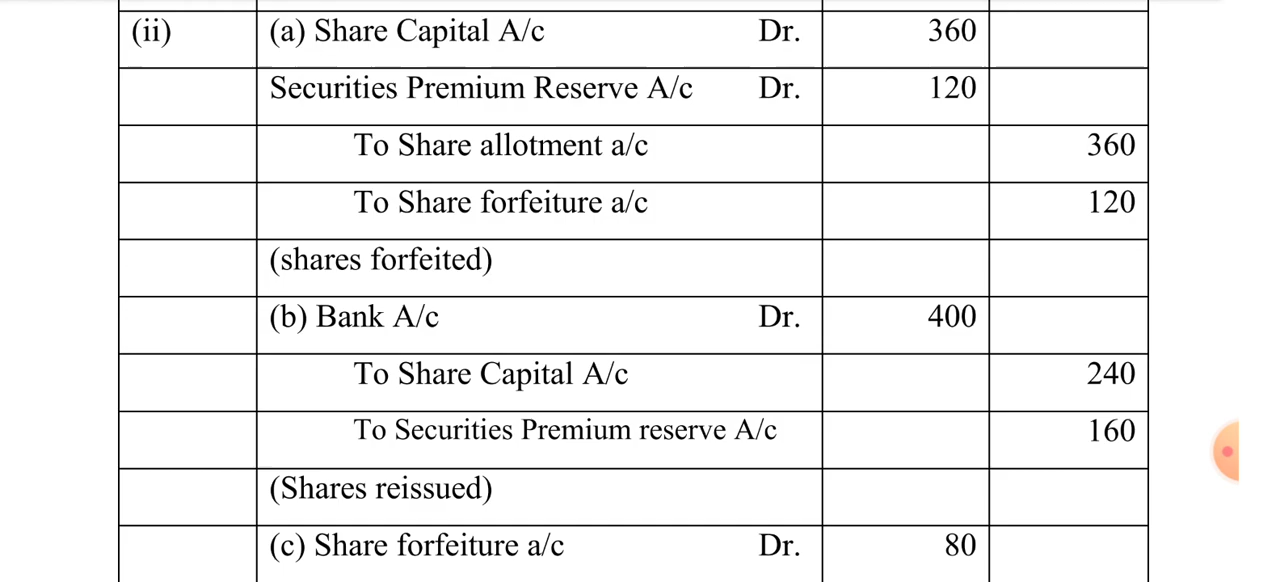 (ii) (a) Share Capital A/c Dr. 360
Securities Premium Reserve A/c Dr. 120
To Share allotment a/c 360
To Share forfeiture a/c 120
(shares forfeited)
(b) Bank A/c Dr. 400
To Share Capital A/c 240
To Securities Premium reserve A/c 160
(Shares reissued)
(c) Share forfeiture a/c Dr. 80